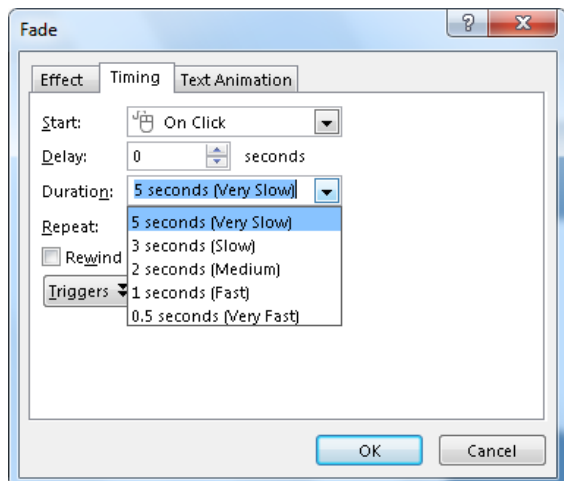 Fade
Effect Timing Text Animation
Start: On Click
Delay: 0 seconds
Duration: 5 seconds (Very Slow)
5 seconds (Very Slow)
Repeat:
3 seconds (Slow)
Rewind
2 seconds (Medium)
Triggers 1 seconds (Fast)
0.5 seconds (Very Fast)
OK Cancel